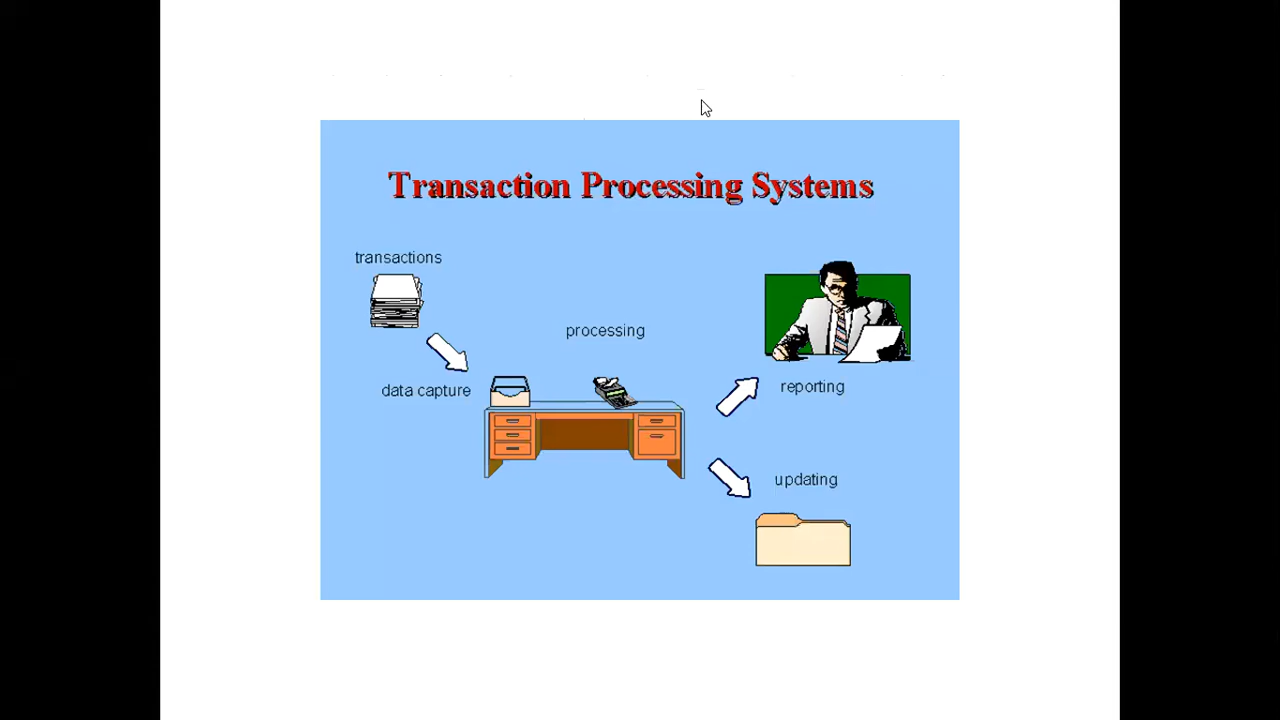 Transaction Processing Systems
transactions
processing
data capture
reporting
updating